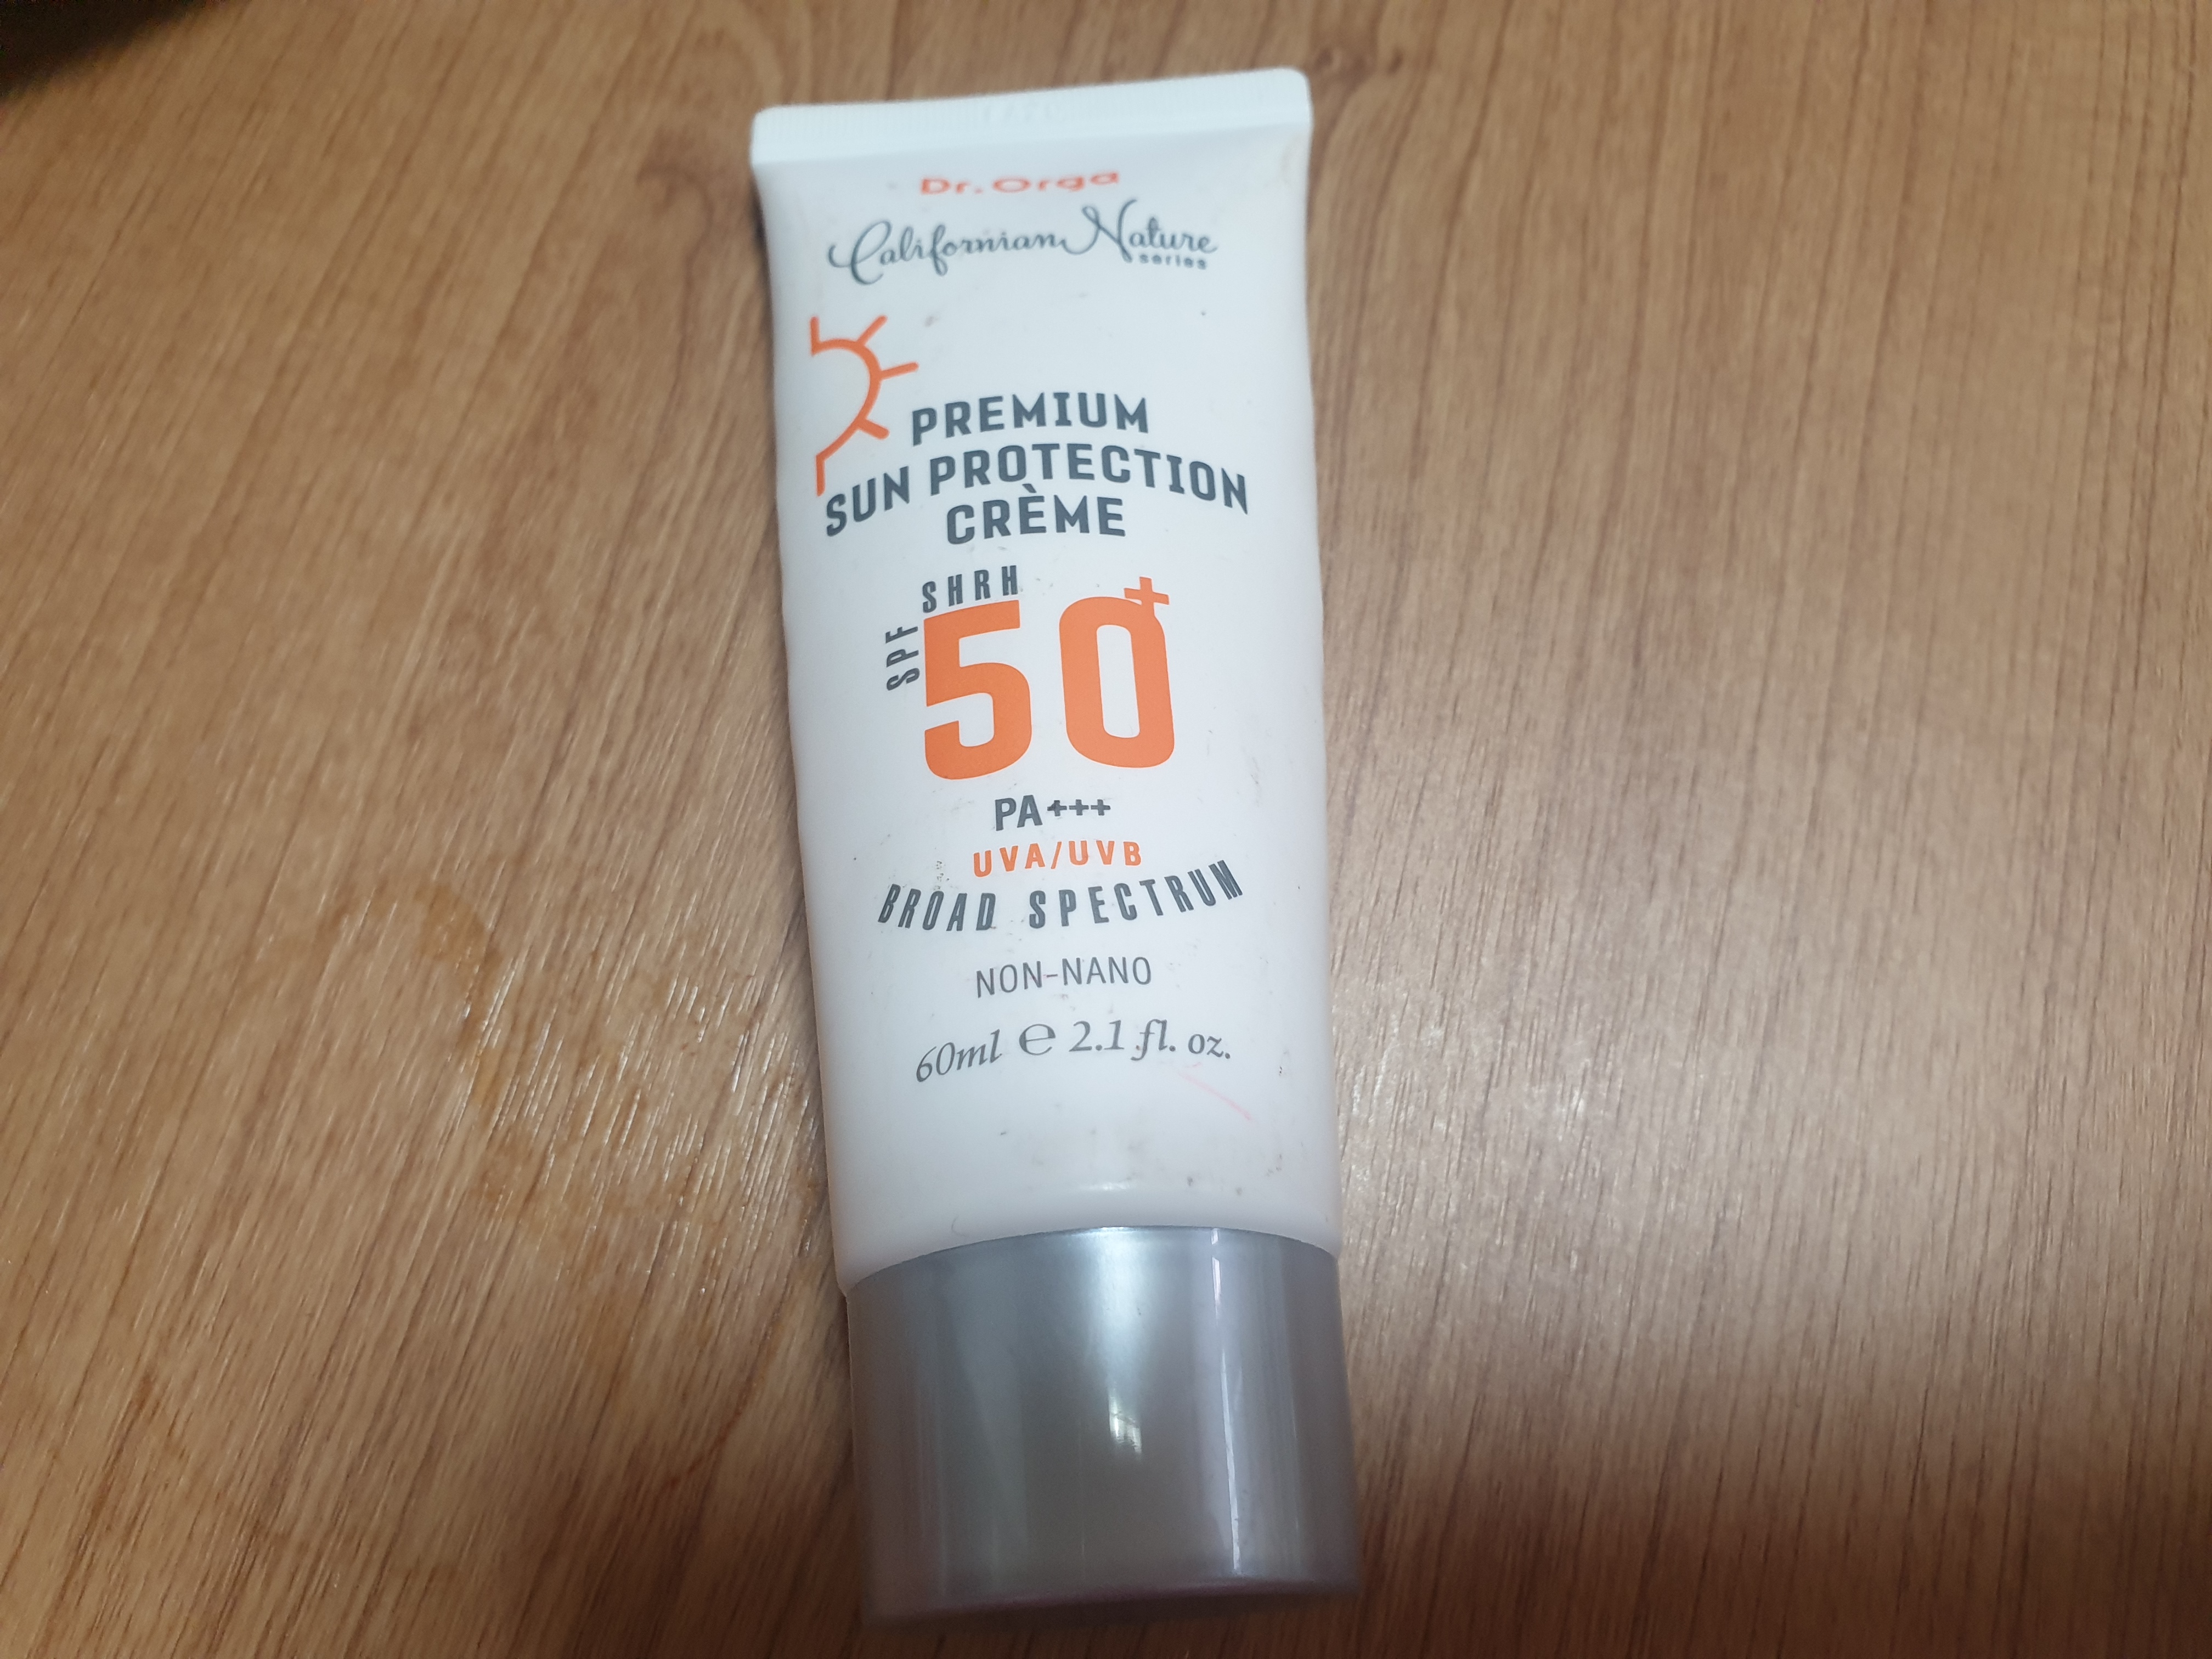 Dr.Orga
Californian Nature
series
PREMIUM
SUN PROTECTION
CRÈME
SHRH
SPF 50+
PA+++
UVA/UVB
BROAD SPECTRUM
NON-NANO
60ml ℮ 2.1 fl. oz.